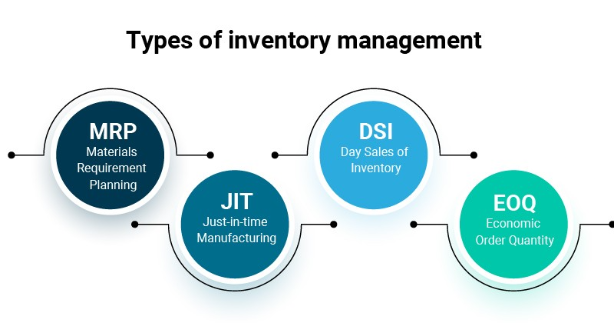 Types of inventory management
MRP
Materials
Requirement
Planning
JIT
Just-in-time
Manufacturing
DSI
Day Sales of
Inventory
EOQ
Economic
Order Quantity